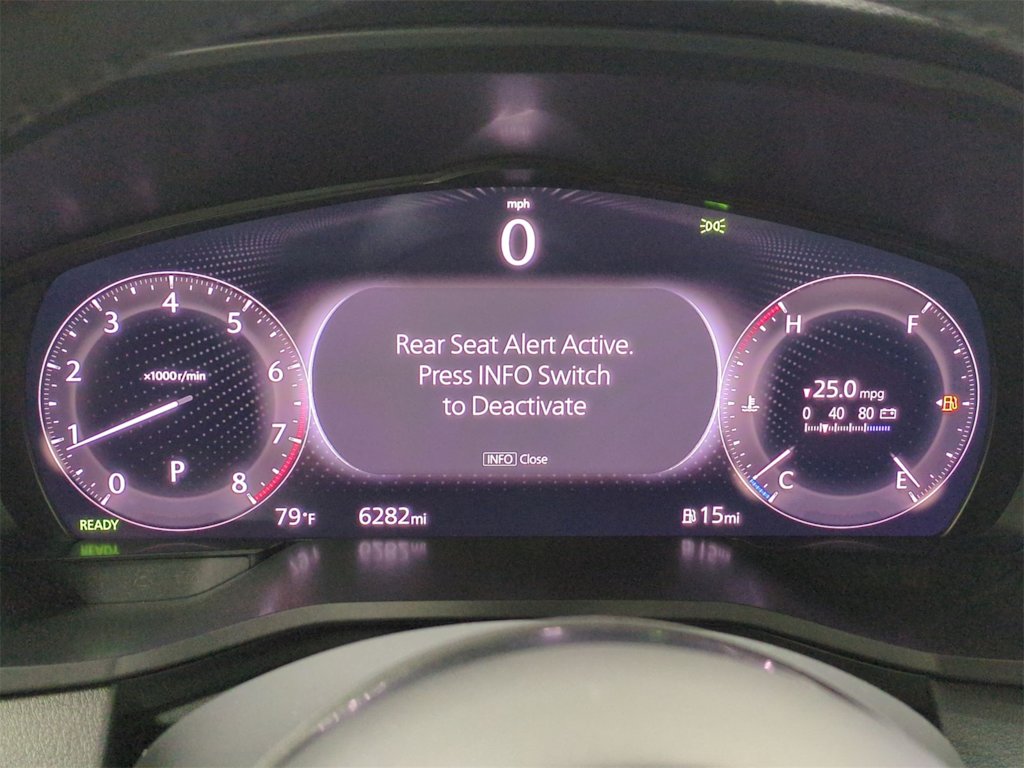 mph
0
4
3
5
2
6
x1000r/min
1
7
P
0
8
READY
79°F
6282mi
Rear Seat Alert Active.
Press INFO Switch
to Deactivate
INFO Close
15mi
H
F
25.0 mpg
0 40 80
C
E